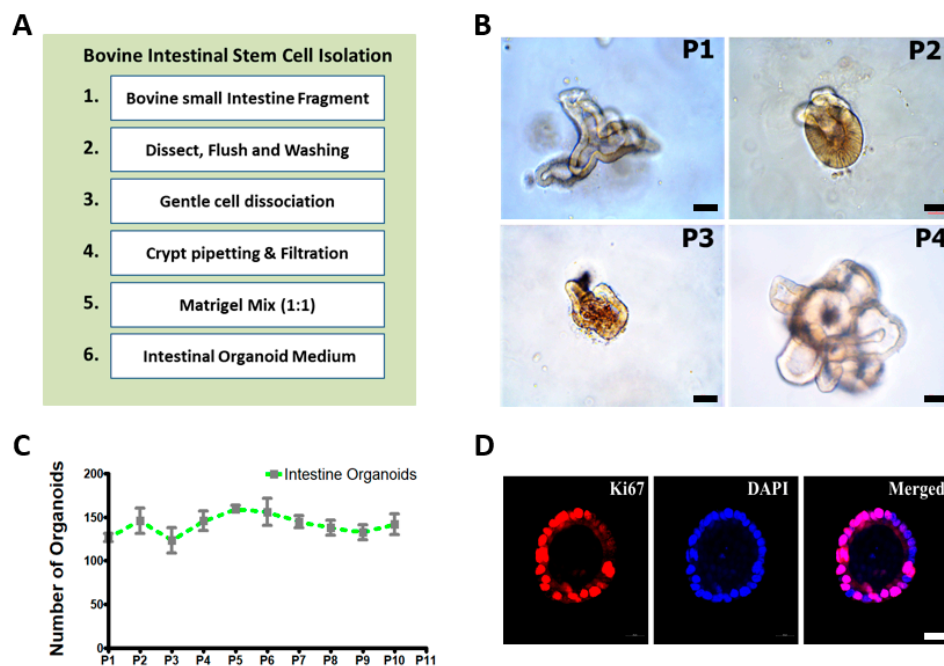 A
Bovine Intestinal Stem Cell Isolation
1. Bovine small Intestine Fragment
2. Dissect, Flush and Washing
3 Gentle cell dissociation
4. Crypt pipetting & Filtration
5 Matrigel Mix (1:1)
6. Intestinal Organoid Medium
B
P1
P2
P3
P4
C
Number of Organoids
200
150
100
50
0
Intestine Organoids
P1 P2 P3 P4 P5 P6 P7 P8 P9 P10 P11
D
Ki67
DAPI
Merged